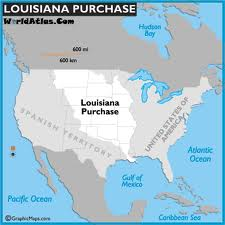 LOUISIANA PURCHASE
WorldAtlas.Com
600 mi
600 km
Hudson
Bay
Louisiana
Purchase
SPANISH TERRITORY
UNITED STATES
OF AMERICA
Atlantic
Ocean
Gulf of
Mexico
Pacific Ocean
Caribbean Sea
©GraphicMaps.com